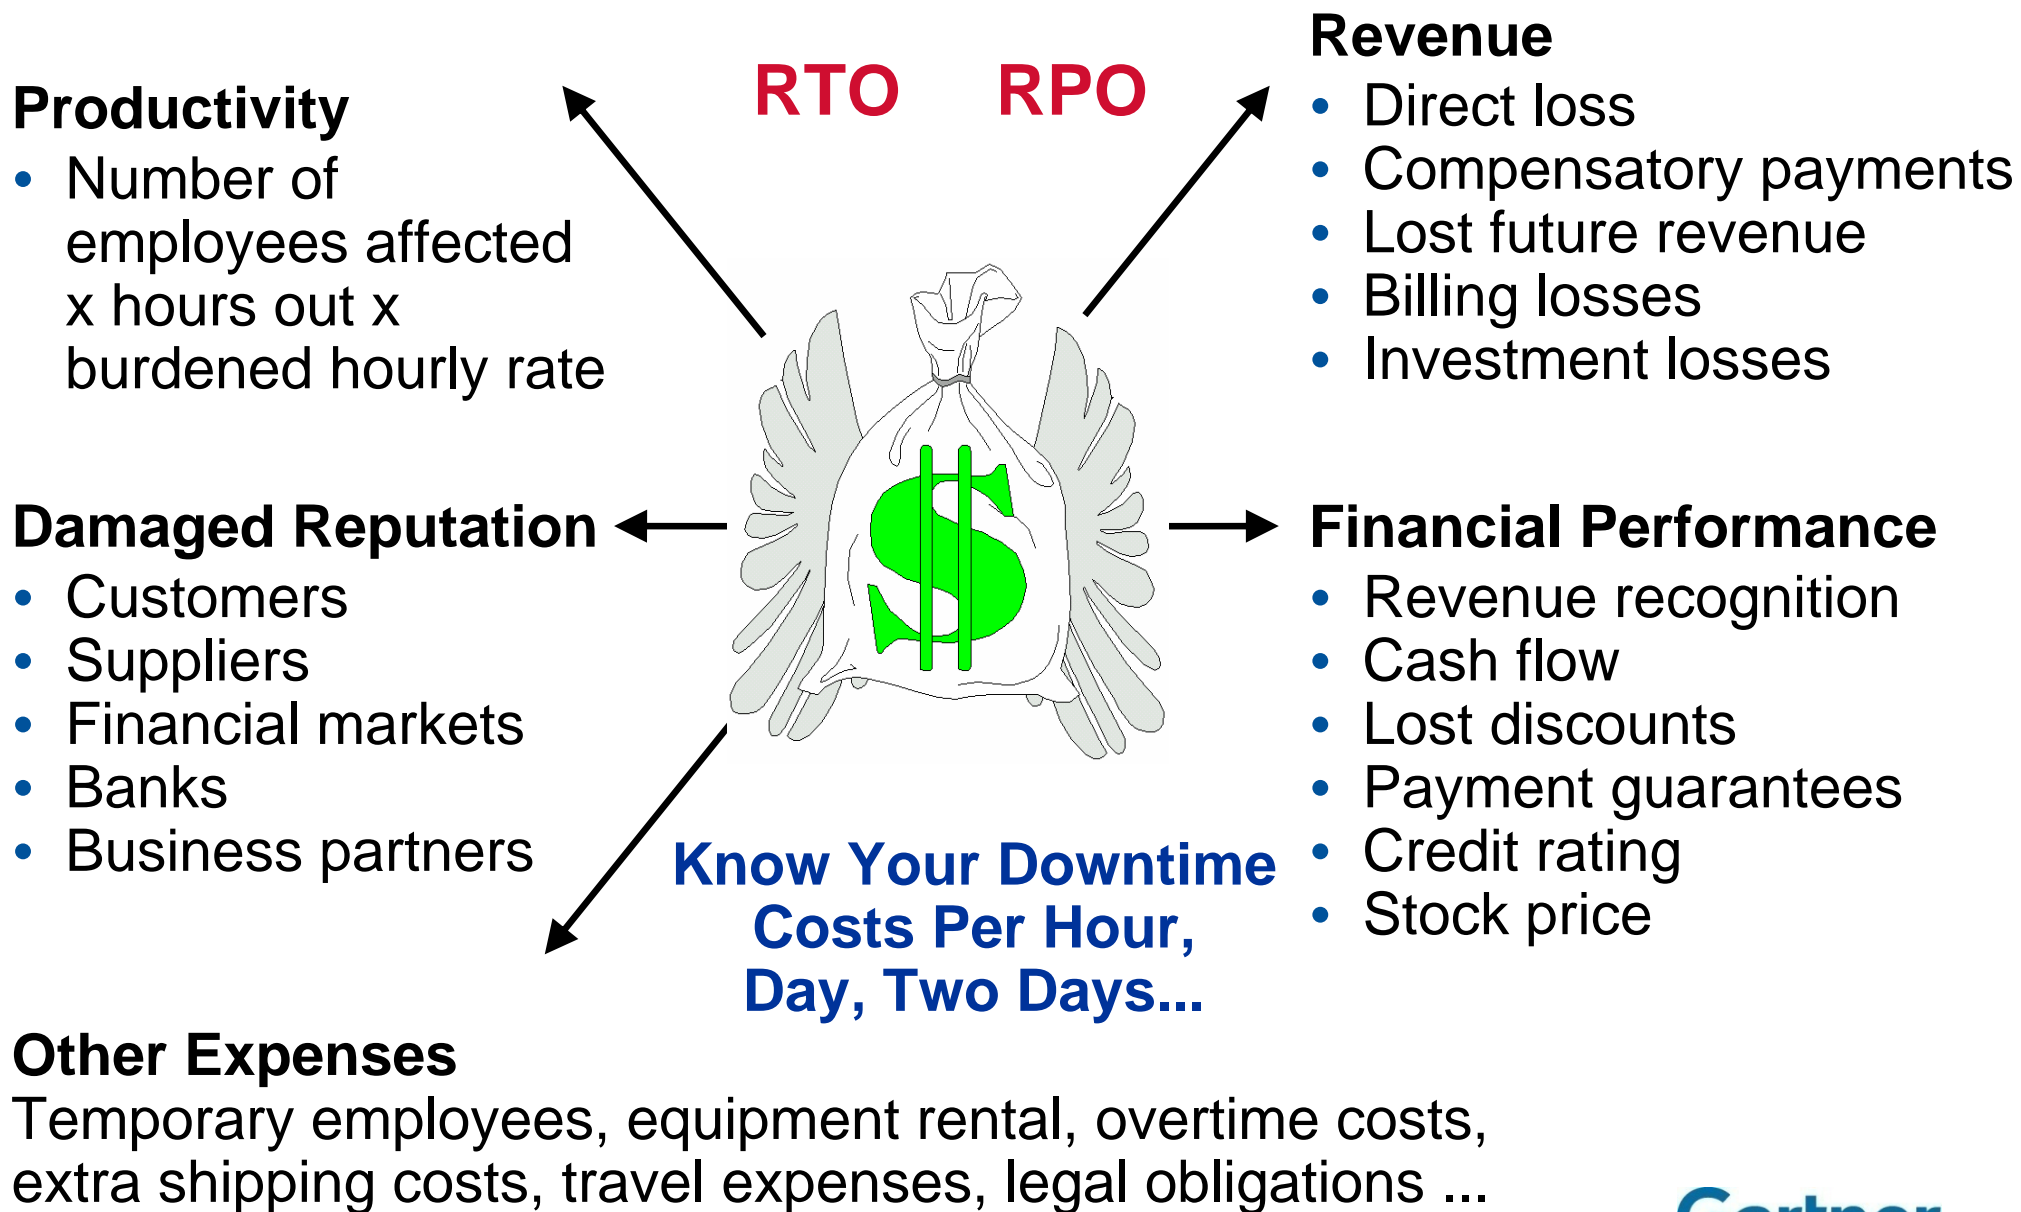 RTO RPO
Productivity
• Number of
employees affected
x hours out x
burdened hourly rate
Revenue
• Direct loss
• Compensatory payments
• Lost future revenue
• Billing losses
• Investment losses
Damaged Reputation
• Customers
• Suppliers
• Financial markets
• Banks
• Business partners
$
Financial Performance
• Revenue recognition
• Cash flow
• Lost discounts
• Payment guarantees
• Credit rating
• Stock price
Know Your Downtime
Costs Per Hour,
Day, Two Days...
Other Expenses
Temporary employees, equipment rental, overtime costs,
extra shipping costs, travel expenses, legal obligations ...
Gartner